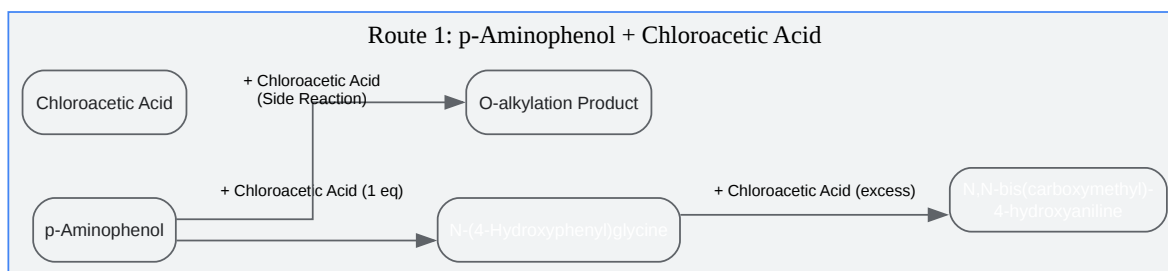 Route 1: p-Aminophenol + Chloroacetic Acid
+ Chloroacetic Acid
(Side Reaction)
Chloroacetic Acid
O-alkylation Product
+ Chloroacetic Acid (1 eq)
+ Chloroacetic Acid (excess)
N,N-bis(carboxymethyl)-
4-hydroxyaniline
p-Aminophenol
N-(4-Hydroxyphenyl)glycine